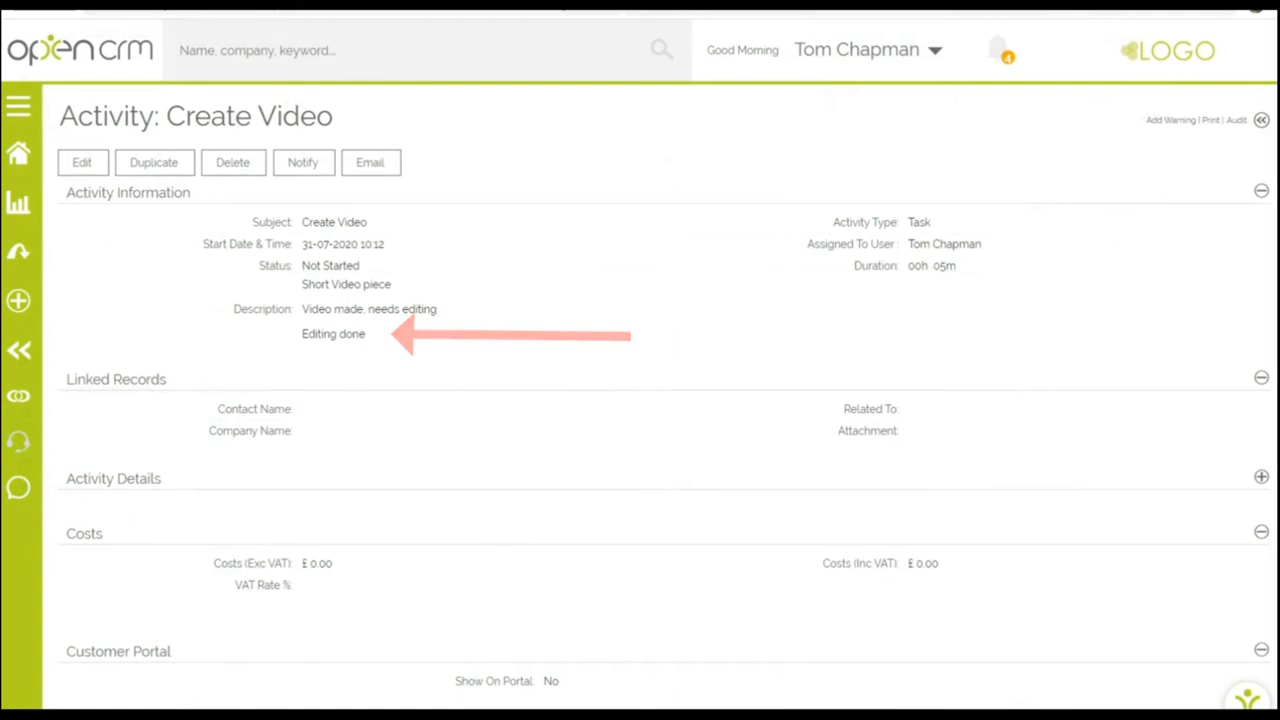 open crm
Name, company, keyword...
Good Morning Tom Chapman
4
LOGO
Activity: Create Video
Add Warning | Print | Audit
Edit Duplicate Delete Notify Email
Activity Information
Subject: Create Video
Activity Type: Task
Start Date & Time: 31-07-2020 10:12
Assigned To User : Tom Chapman
Status: Not Started
Duration: 00h 05m
Short Video piece
Description: Video made, needs editing
Editing done
Linked Records
Contact Name:
Related To:
Company Name:
Attachment:
Activity Details
Costs
Costs (Exc VAT): £ 0.00
Costs (Inc VAT): £ 0.00
VAT Rate %:
Customer Portal
Show On Portal: No